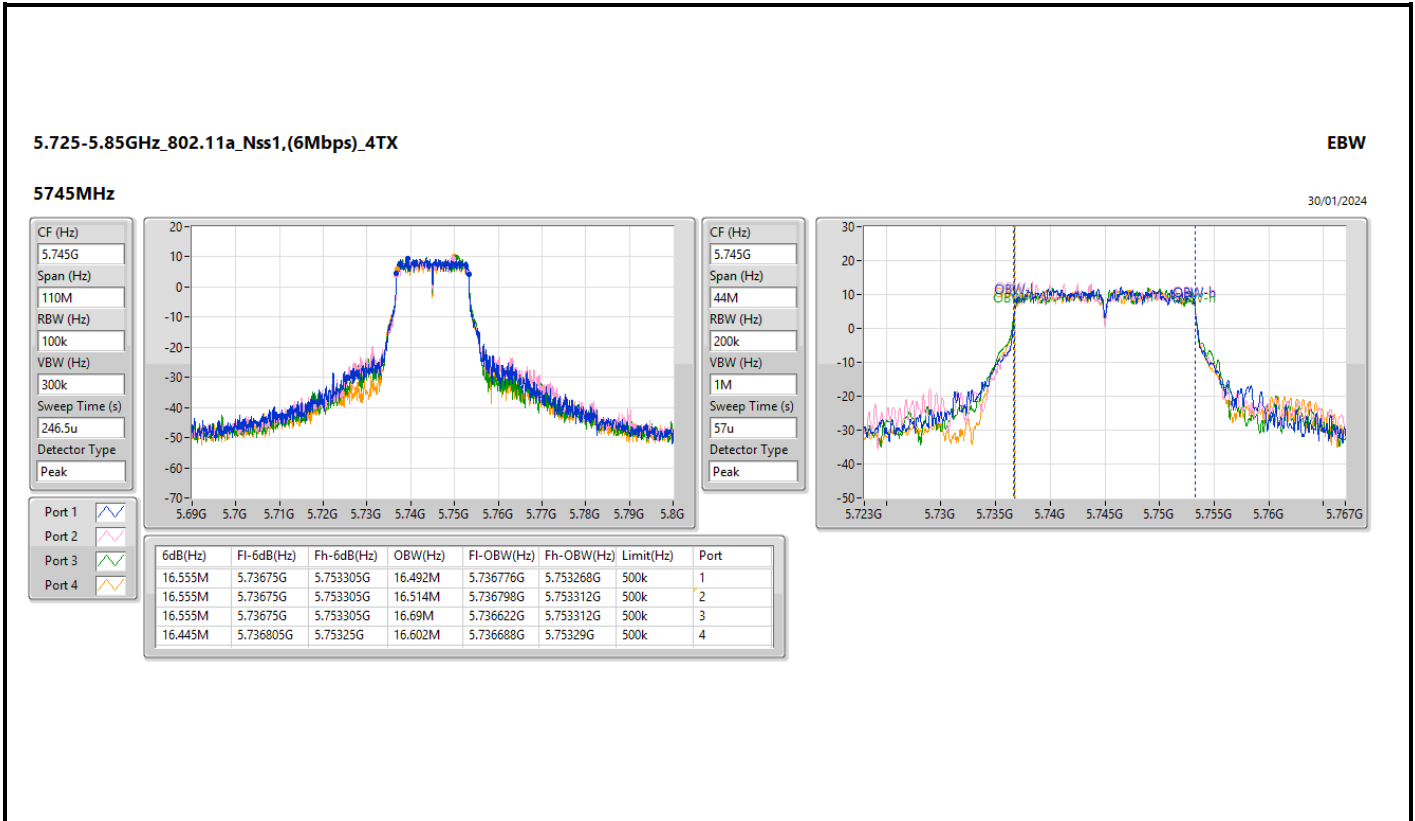 5.725-5.85GHz_802.11a_Nss1,(6Mbps)_4TX
EBW
5745MHz
30/01/2024
CF (Hz)
5.745G
Span (Hz)
110M
RBW (Hz)
100k
VBW (Hz)
300k
Sweep Time (s)
246.5u
Detector Type
Peak
20
10
0
-10
-20
-30
-40
-50
-60
-70
5.69G 5.7G 5.71G 5.72G 5.73G 5.74G 5.75G 5.76G 5.77G 5.78G 5.79G 5.8G
CF (Hz)
5.745G
Span (Hz)
44M
RBW (Hz)
200k
VBW (Hz)
1M
Sweep Time (s)
57u
Detector Type
Peak
30
20
10
0
-10
-20
-30
-40
-50
OBW-h
5.723G 5.73G 5.735G 5.74G 5.745G 5.75G 5.755G 5.76G 5.767G
Port 1
Port 2
Port 3
Port 4
6dB(Hz) Fl-6dB(Hz) Fh-6dB(Hz) OBW(Hz) Fl-OBW(Hz) Fh-OBW(Hz) Limit(Hz) Port
16.555M 5.73675G 5.753305G 16.492M 5.736776G 5.753268G 500k 1
16.555M 5.73675G 5.753305G 16.514M 5.736798G 5.753312G 500k 2
16.555M 5.73675G 5.753305G 16.69M 5.736622G 5.753312G 500k 3
16.445M 5.736805G 5.75325G 16.602M 5.736688G 5.75329G 500k 4